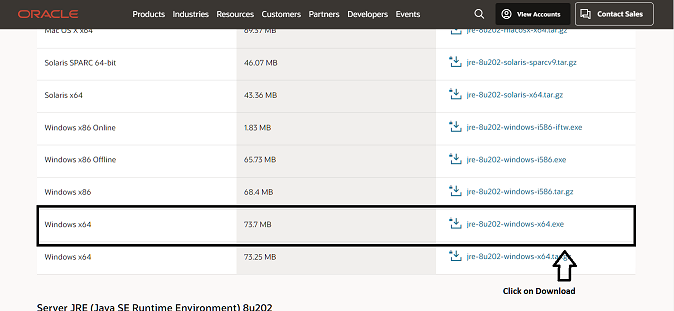 ORACLE Products Industries Resources Customers Partners Developers Events View Accounts Contact Sales
Mac OS X x64 69.37 MB jre-8u202-macosx-x64.tar.gz
Solaris SPARC 64-bit 46.07 MB jre-8u202-solaris-sparcv9.tar.gz
Solaris x64 43.36 MB jre-8u202-solaris-x64.tar.gz
Windows x86 Online 1.83 MB jre-8u202-windows-i586-iftw.exe
Windows x86 Offline 65.73 MB jre-8u202-windows-i586.exe
Windows x86 68.4 MB jre-8u202-windows-i586.tar.gz
Windows x64 73.7 MB jre-8u202-windows-x64.exe
Windows x64 73.25 MB jre-8u202-windows-x64.tar.gz
Click on Download
Server JRE (Java SE Runtime Environment) 8u202